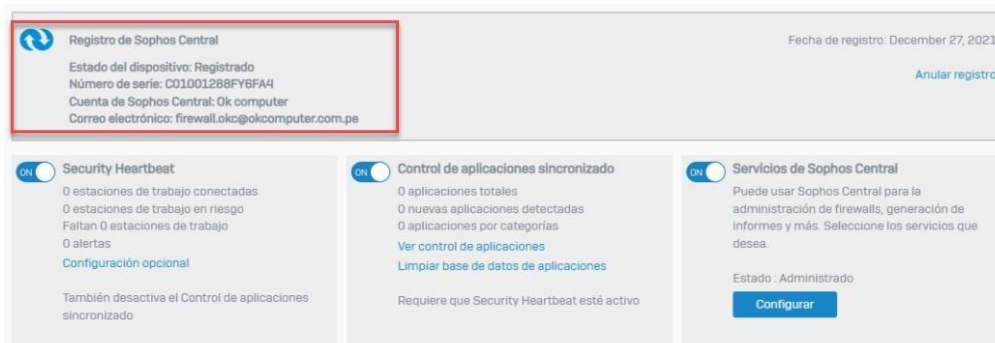 Registro de Sophos Central
Fecha de registro: December 27, 2021
Estado del dispositivo: Registrado
Anular registro
Número de serie: C01001288FY6FA4
Cuenta de Sophos Central: Ok computer
Correo electrónico: firewall.okc@okcomputer.com.pe
ON Security Heartbeat
0 estaciones de trabajo conectadas
0 estaciones de trabajo en riesgo
Faltan 0 estaciones de trabajo
0 alertas
Configuración opcional
También desactiva el Control de aplicaciones
sincronizado
ON Control de aplicaciones sincronizado
0 aplicaciones totales
0 nuevas aplicaciones detectadas
0 aplicaciones por categorías
Ver control de aplicaciones
Limpiar base de datos de aplicaciones
Requiere que Security Heartbeat esté activo
ON Servicios de Sophos Central
Puede usar Sophos Central para la
administración de firewalls, generación de
informes y más. Seleccione los servicios que
desea.
Estado : Administrado
Configurar